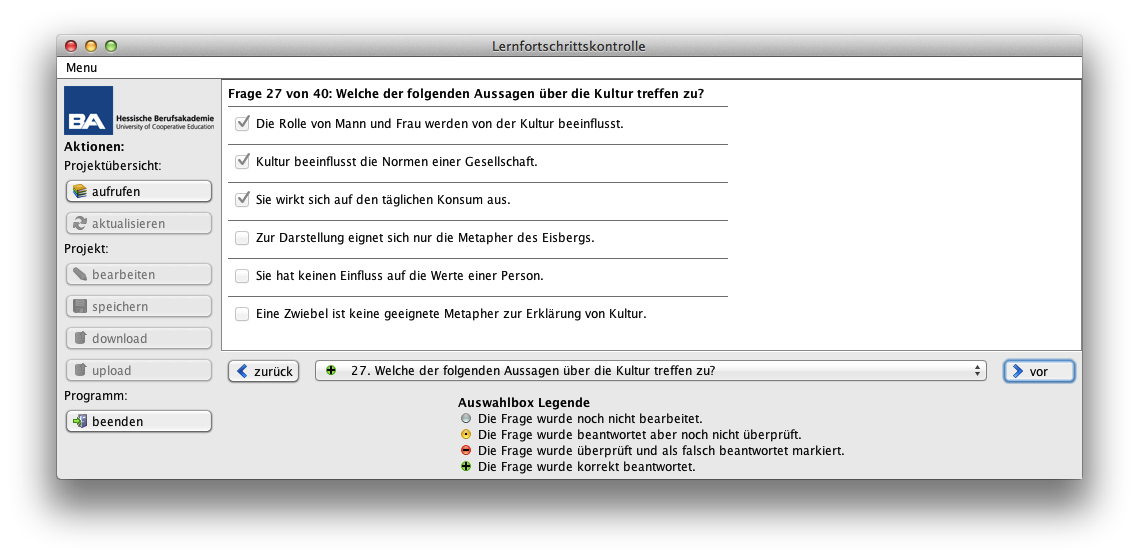 Lernfortschrittskontrolle
Menu
BA Hessische Berufsakademie
University of Cooperative Education
Aktionen:
Projektübersicht:
aufrufen
aktualisieren
Projekt:
bearbeiten
speichern
download
upload
Programm:
beenden
Frage 27 von 40: Welche der folgenden Aussagen über die Kultur treffen zu?
Die Rolle von Mann und Frau werden von der Kultur beeinflusst.
Kultur beeinflusst die Normen einer Gesellschaft.
Sie wirkt sich auf den täglichen Konsum aus.
Zur Darstellung eignet sich nur die Metapher des Eisbergs.
Sie hat keinen Einfluss auf die Werte einer Person.
Eine Zwiebel ist keine geeignete Metapher zur Erklärung von Kultur.
zurück
27. Welche der folgenden Aussagen über die Kultur treffen zu?
vor
Auswahlbox Legende
Die Frage wurde noch nicht bearbeitet.
Die Frage wurde beantwortet aber noch nicht überprüft.
Die Frage wurde überprüft und als falsch beantwortet markiert.
Die Frage wurde korrekt beantwortet.